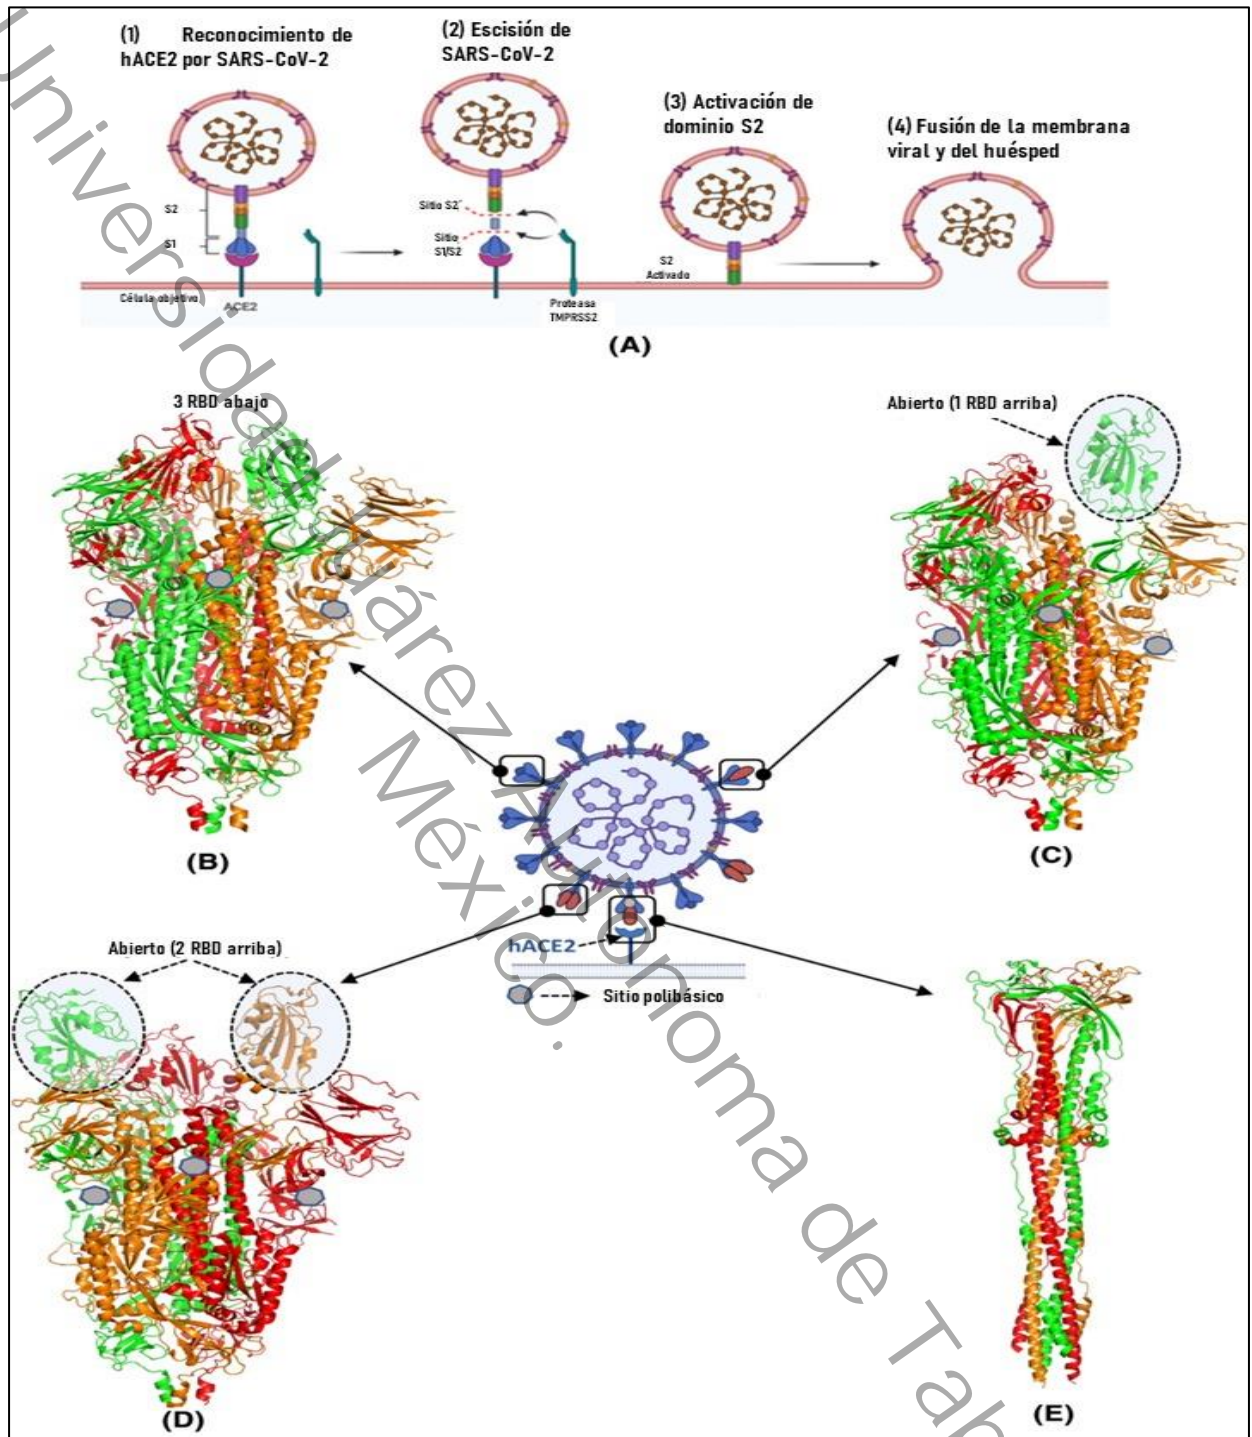 (1) Reconocimiento de
hACE2 por SARS-CoV-2
(2) Escisión de
SARS-CoV-2
(3) Activación de
dominio S2
(4) Fusión de la membrana
viral y del huésped
S2
S1
Sitio S2'
Sitio
S1/S2
S2
Activado
Célula objetivo
ACE2
Proteasa
TMPRSS2
(A)
3 RBD abajo
Abierto (1 RBD arriba)
(B)
(C)
Abierto (2 RBD arriba)
hACE2
Sitio polibásico
(D)
(E)
Universidad Juárez Autónoma de Tab
México.